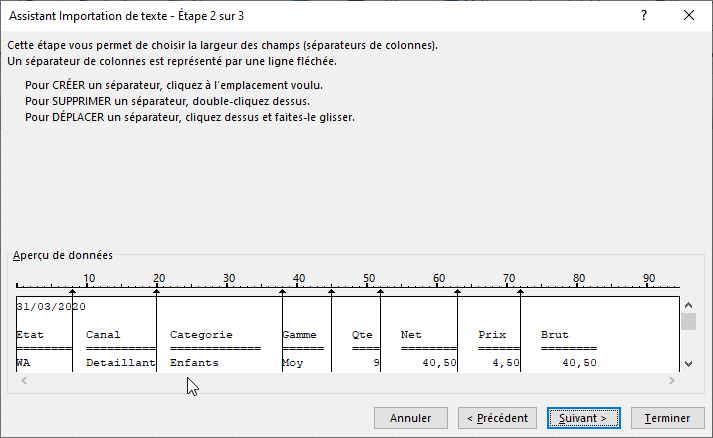 Assistant Importation de texte - Étape 2 sur 3
Cette étape vous permet de choisir la largeur des champs (séparateurs de colonnes).
Un séparateur de colonnes est représenté par une ligne fléchée.
Pour CRÉER un séparateur, cliquez à l'emplacement voulu.
Pour SUPPRIMER un séparateur, double-cliquez dessus.
Pour DÉPLACER un séparateur, cliquez dessus et faites-le glisser.
Aperçu de données
10 20 30 40 50 60 70 80 90
31/03/2020
Etat Canal Categorie Gamme Qte Net Prix Brut
======== ========== ============= ====== ==== ======== ====== ========
WA Detaillant Enfants Moy 9 40,50 4,50 40,50
Annuler < Précédent Suivant > Terminer